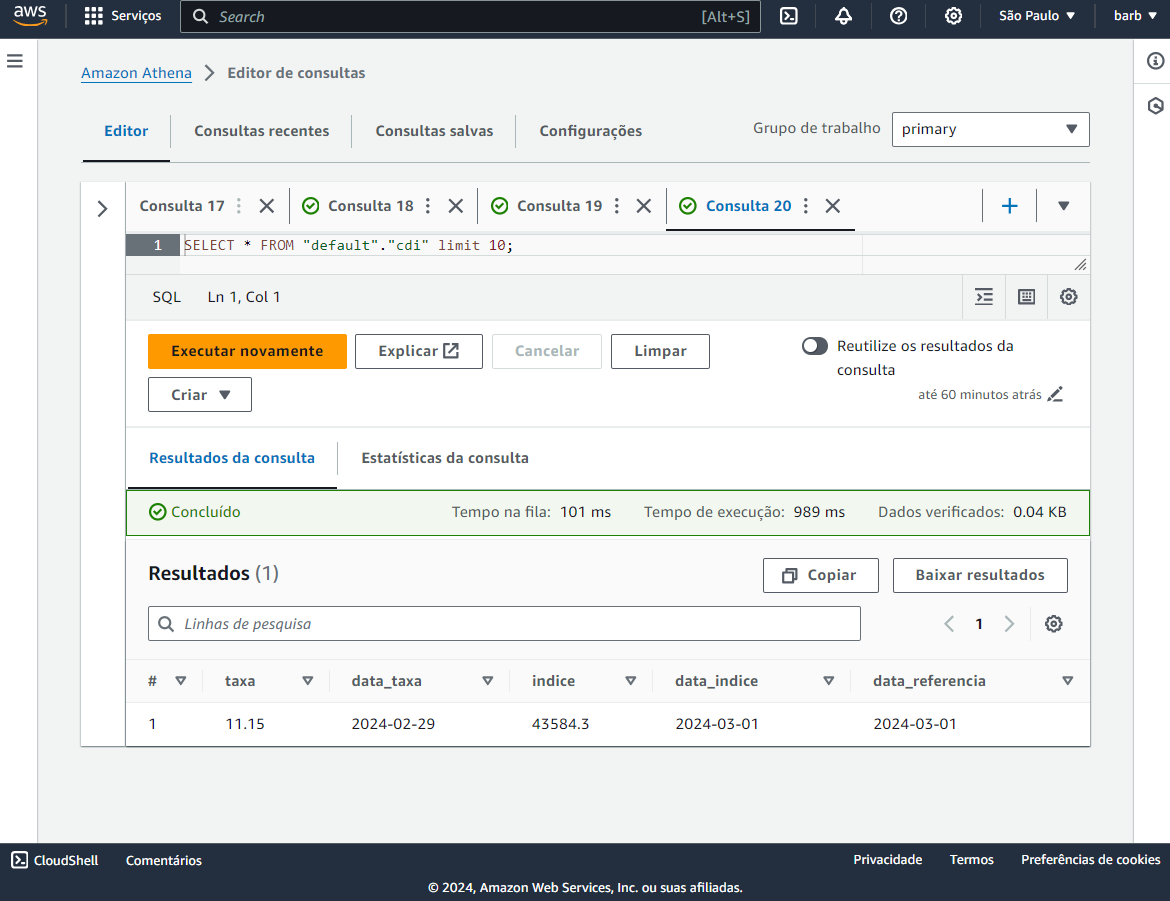 aws Serviços Search [Alt+S] São Paulo barb
Amazon Athena Editor de consultas
Editor Consultas recentes Consultas salvas Configurações Grupo de trabalho primary
Consulta 17 Consulta 18 Consulta 19 Consulta 20
1 SELECT * FROM "default"."cdi" limit 10;
SQL Ln 1, Col 1
Executar novamente Explicar Cancelar Limpar Reutilize os resultados da
consulta
Criar até 60 minutos atrás
Resultados da consulta Estatísticas da consulta
Concluído Tempo na fila: 101 ms Tempo de execução: 989 ms Dados verificados: 0.04 KB
Resultados (1) Copiar Baixar resultados
Linhas de pesquisa 1
# taxa data_taxa indice data_indice data_referencia
1 11.15 2024-02-29 43584.3 2024-03-01 2024-03-01
CloudShell Comentários Privacidade Termos Preferências de cookies
© 2024, Amazon Web Services, Inc. ou suas afiliadas.